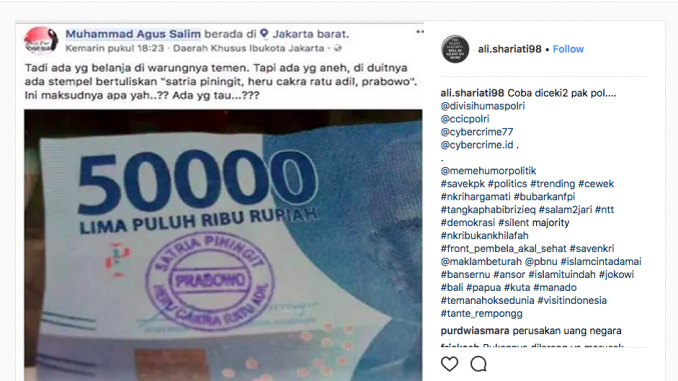 Muhammad Agus Salim berada di Jakarta barat.
Kemarin pukul 18:23 · Daerah Khusus Ibukota Jakarta ·
Tadi ada yg belanja di warungnya temen. Tapi ada yg aneh, di duitnya
ada stempel bertuliskan "satria piningit, heru cakra ratu adil, prabowo".
Ini maksudnya apa yah..?? Ada yg tau...???
50000
LIMA PULUH RIBU RUPIAH
SATRIA PININGIT
PRABOWO
HERU CAKRA RATU ADIL
ali.shariati98 • Follow
ali.shariati98 Coba diceki2 pak pol....
@divisihumaspolri
@ccicpolri
@cybercrime77
@cybercrime.id .
.
@memehumorpolitik
#savekpk #politics #trending #cewek
#nkrihargamati #bubarkanfpi
#tangkaphabibrizieq #salam2jari #ntt
#demokrasi #silent majority
#nkribukankhilafah
#front_pembela_akal_sehat #savenkri
@maklambeturah @pbnu #islamcintadamai
#bansernu #ansor #islamituindah #jokowi
#bali #papua #kuta #manado
#temanahoksedunia #visitindonesia
#tante_rempongg
purdwiasmara perusakan uang negara